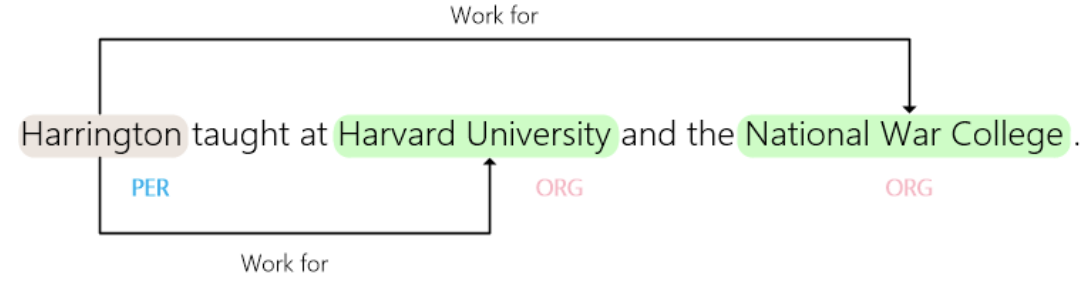 Work for
Harrington taught at Harvard University and the National War College .
PER ORG ORG
Work for